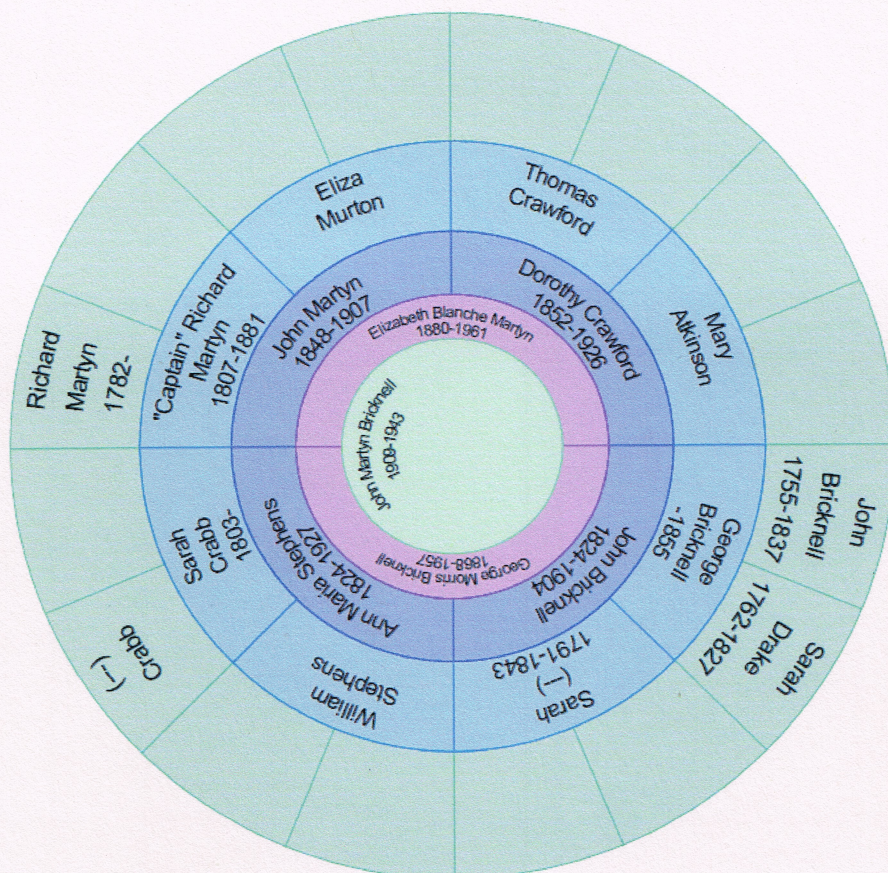 Eliza
Murton
Thomas
Crawford
"Captain" Richard
Martyn
1807-1881
John Martyn
1848-1907
Dorothy Crawford
1852-1926
Mary
Atkinson
Elizabeth Blanche Martyn
1880-1961
Richard
Martyn
1782-
John Martyn Bricknell
George Morris Bricknell
1868-1957
Sarah
Crabb
1803-
Ann Maria Stephens
1824-1927
John Bricknell
1824-1904
George
Bricknell
-1855
John
Bricknell
1755-1837
Sarah
Drake
1762-1827
Crabb
(---)
William
Stephens
Sarah
(---)
1791-1843